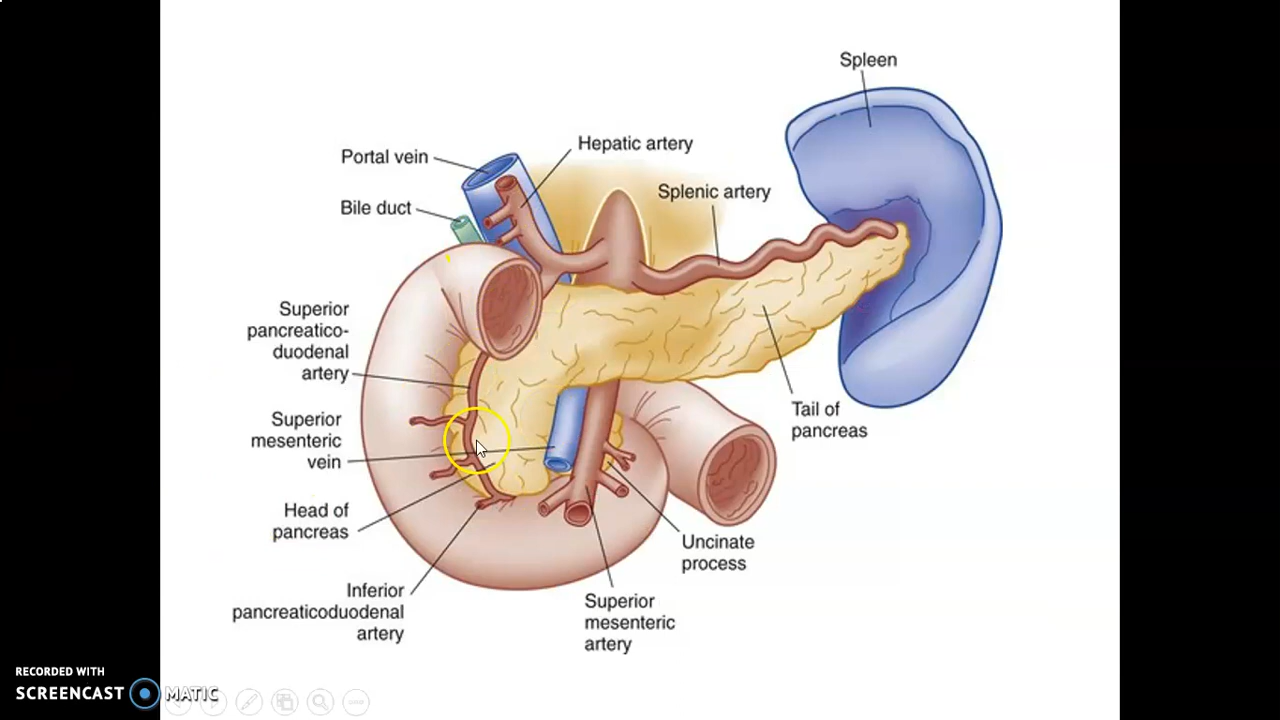 Spleen
Hepatic artery
Portal vein
Splenic artery
Bile duct
Superior
pancreatico-
duodenal
artery
Superior
mesenteric
vein
Tail of
pancreas
Head of
pancreas
Uncinate
process
Inferior
pancreaticoduodenal
artery
Superior
mesenteric
artery
RECORDED WITH
SCREENCAST MATIC